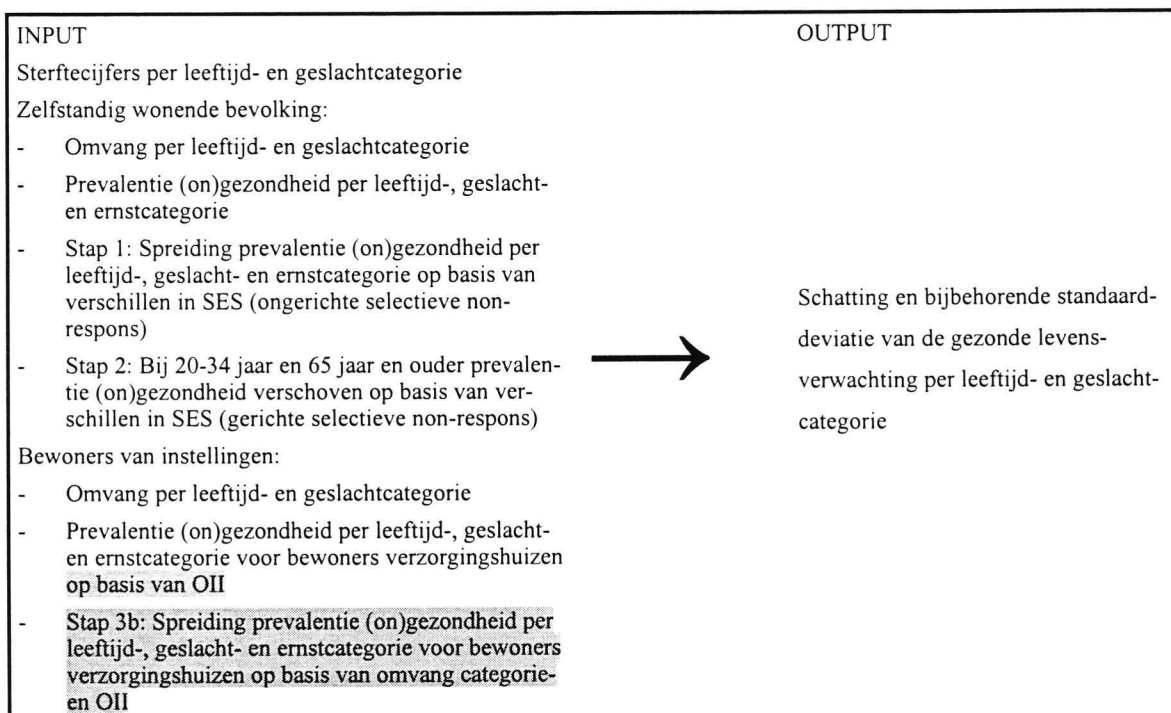 INPUT
Sterftecijfers per leeftijd- en geslachtcategorie
Zelfstandig wonende bevolking:
- Omvang per leeftijd- en geslachtcategorie
- Prevalentie (on)gezondheid per leeftijd-, geslacht-
en ernstcategorie
- Stap 1: Spreiding prevalentie (on)gezondheid per
leeftijd-, geslacht- en ernstcategorie op basis van
verschillen in SES (ongerichte selectieve non-
respons)
- Stap 2: Bij 20-34 jaar en 65 jaar en ouder prevalen-
tie (on)gezondheid verschoven op basis van ver-
schillen in SES (gerichte selectieve non-respons)
Bewoners van instellingen:
- Omvang per leeftijd- en geslachtcategorie
- Prevalentie (on)gezondheid per leeftijd-, geslacht-
en ernstcategorie voor bewoners verzorgingshuizen
op basis van OII
- Stap 3b: Spreiding prevalentie (on)gezondheid per
leeftijd-, geslacht- en ernstcategorie voor bewoners
verzorgingshuizen op basis van omvang categorie-
en OII
OUTPUT
Schatting en bijbehorende standaard-
deviatie van de gezonde levens-
verwachting per leeftijd- en geslacht-
categorie